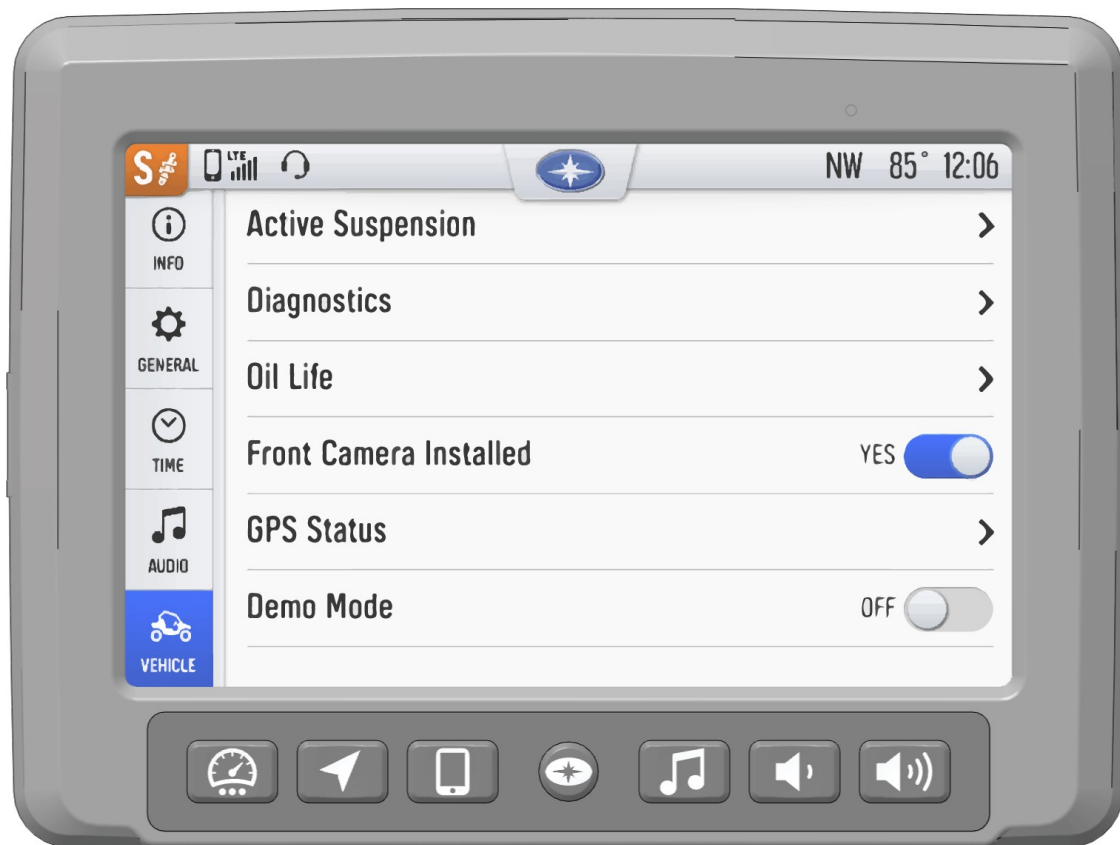 S LTE NW 85° 12:06
INFO
GENERAL
TIME
AUDIO
VEHICLE
Active Suspension
Diagnostics
Oil Life
Front Camera Installed YES
GPS Status
Demo Mode OFF